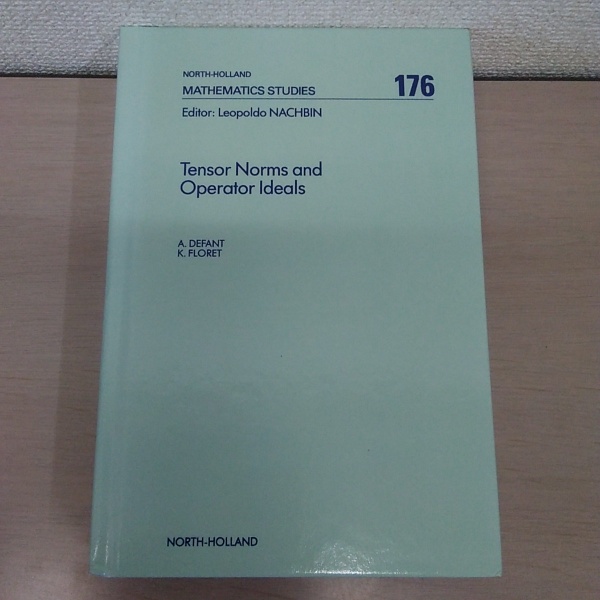 NORTH-HOLLAND
MATHEMATICS STUDIES 176
Editor: Leopoldo NACHBIN
Tensor Norms and
Operator Ideals
A. DEFANT
K. FLORET
NORTH-HOLLAND